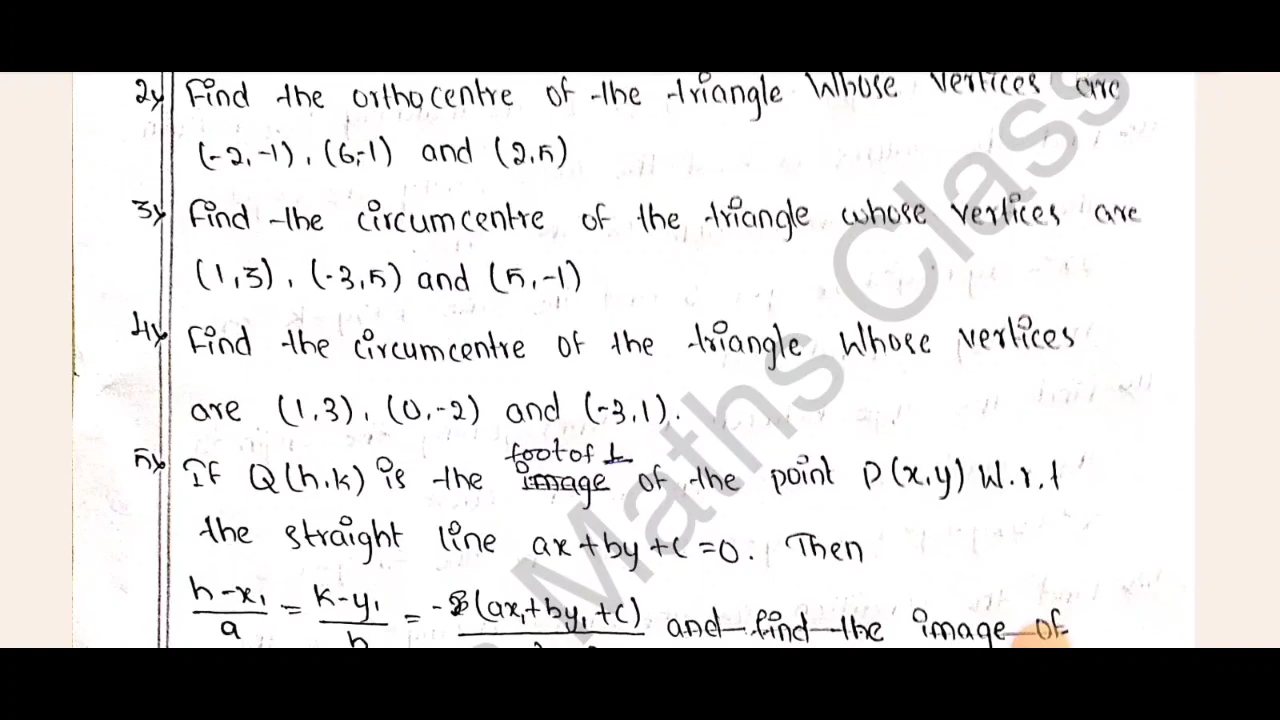 2) Find the orthocentre of the triangle Whose vertices are
(-2,-1), (6,-1) and (2,5)
3) Find the circumcentre of the triangle whose vertices are
(1,3), (-3,5) and (5,-1)
4) Find the circumcentre of the triangle Whose vertices
are (1,3), (0,-2) and (-3,1).
foot of ⊥
5) If Q(h,k) is the image of the point P(x,y) W.r.t
the straight line ax+by+c=0. Then
h-x₁/a = k-y₁/b = -(ax₁+by₁+c) and find the image of
Maths Class